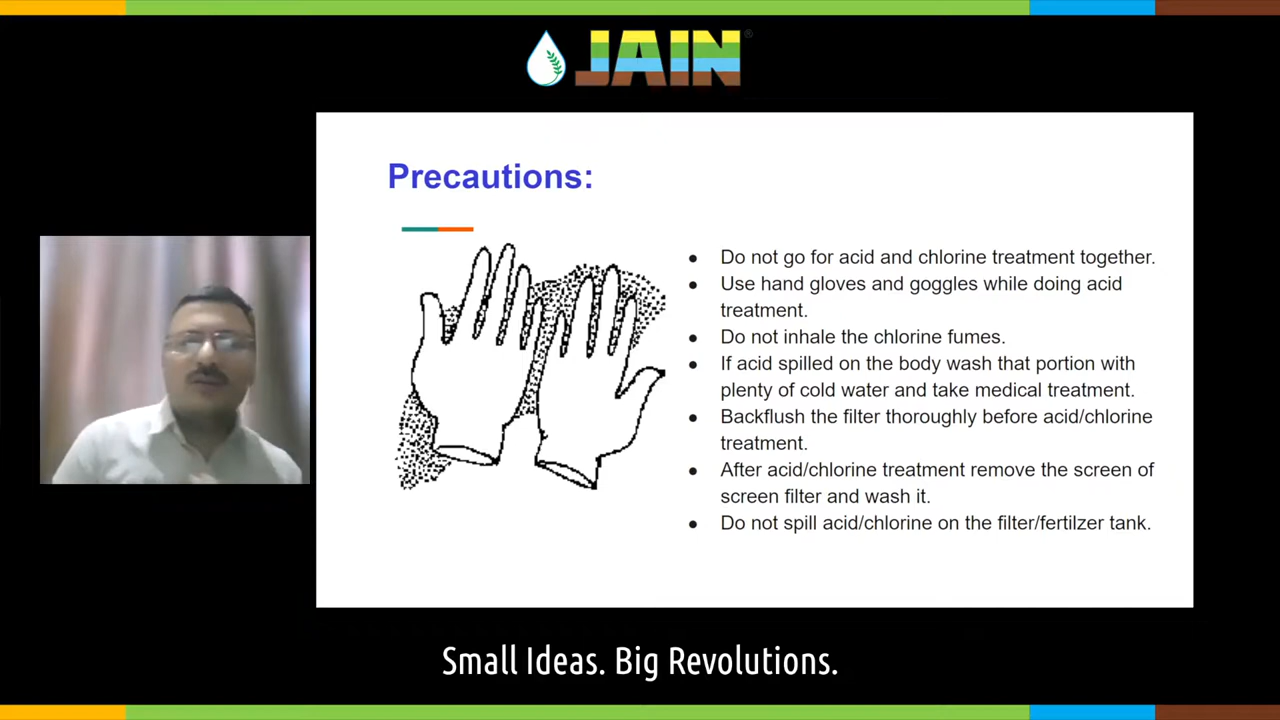 JAIN®
Precautions:
● Do not go for acid and chlorine treatment together.
● Use hand gloves and goggles while doing acid
treatment.
● Do not inhale the chlorine fumes.
● If acid spilled on the body wash that portion with
plenty of cold water and take medical treatment.
● Backflush the filter thoroughly before acid/chlorine
treatment.
● After acid/chlorine treatment remove the screen of
screen filter and wash it.
● Do not spill acid/chlorine on the filter/fertilzer tank.
Small Ideas. Big Revolutions.